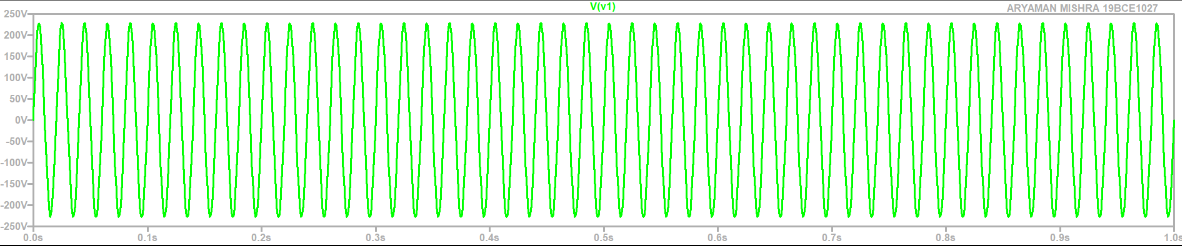 V(v1)
ARYAMAN MISHRA 19BCE1027
250V
200V
150V
100V
50V
0V
-50V
-100V
-150V
-200V
-250V
0.0s 0.1s 0.2s 0.3s 0.4s 0.5s 0.6s 0.7s 0.8s 0.9s 1.0s